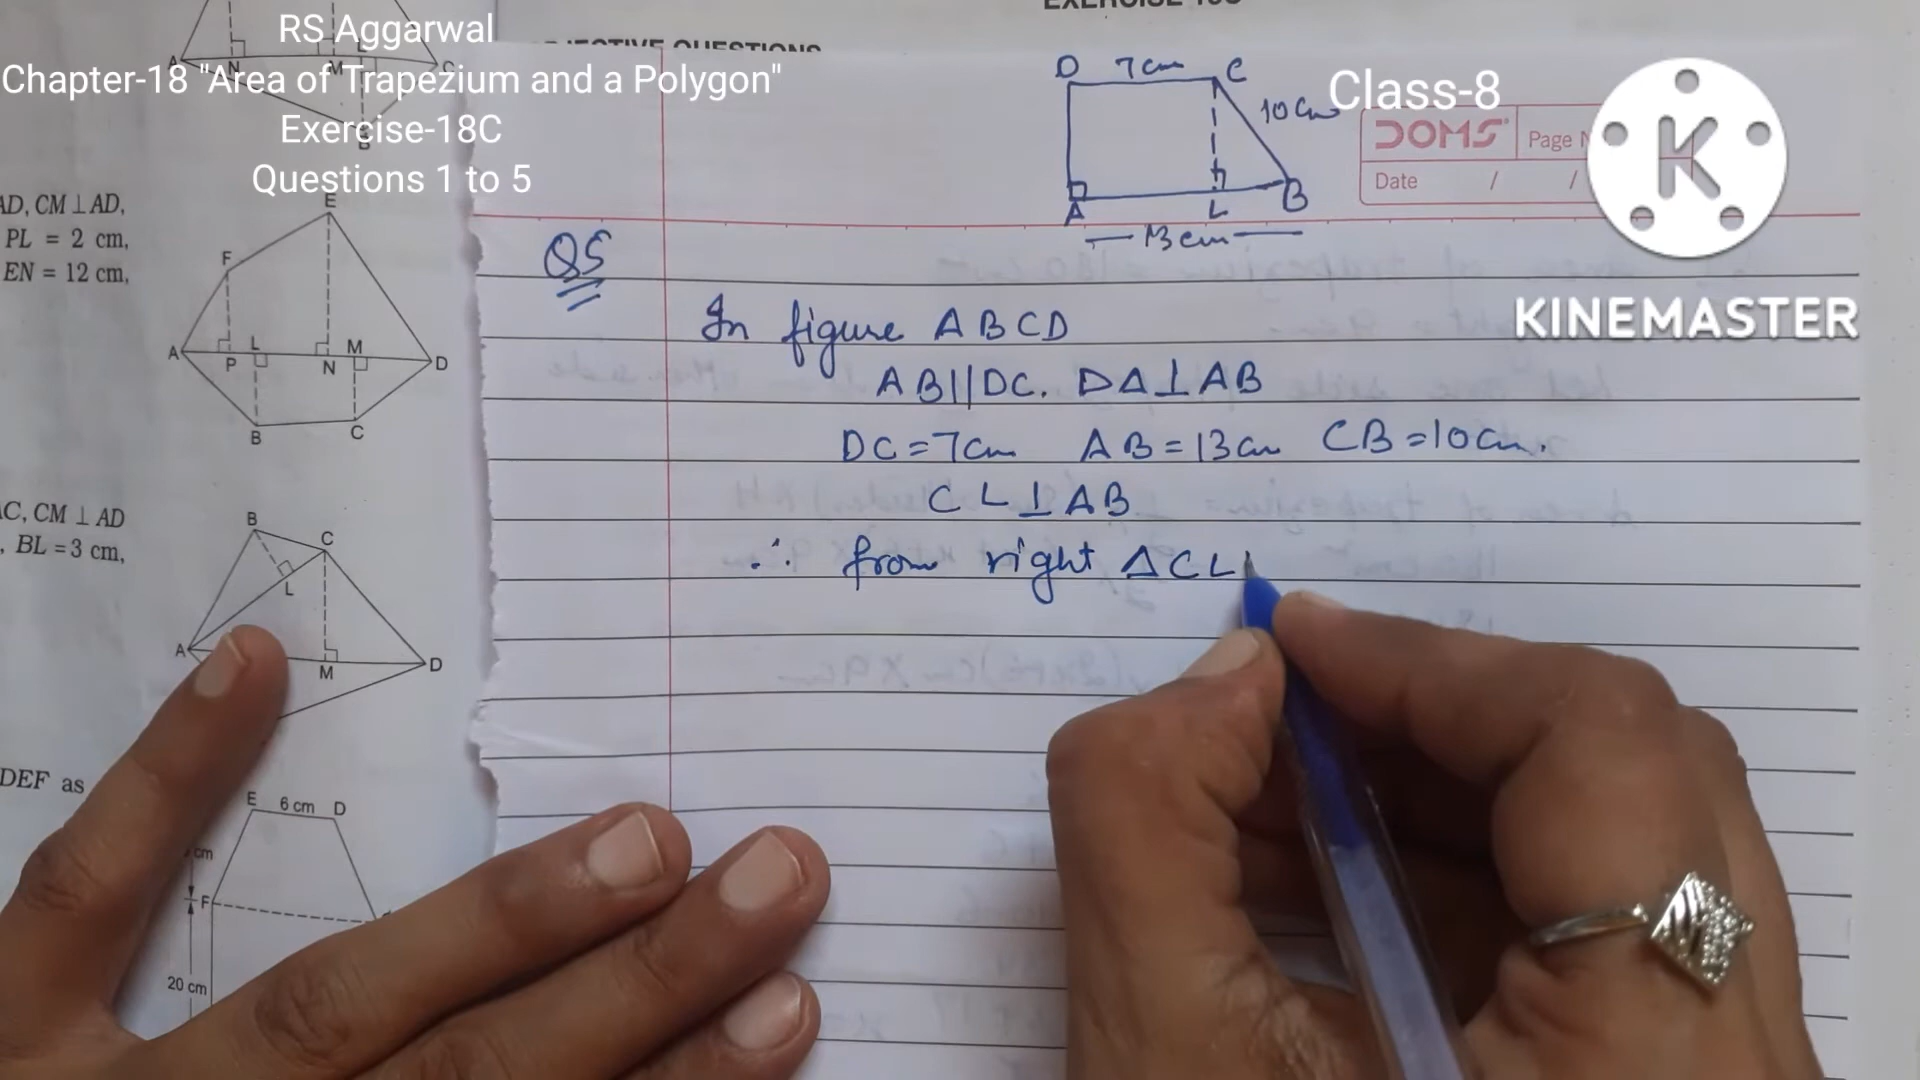 RS Aggarwal
Chapter-18 "Area of Trapezium and a Polygon"
Exercise-18C
Questions 1 to 5
Class-8
KINEMASTER
K
DOMS
Page
Date / /
D 7cm C
10cm
A L B
13cm
Q5
In figure ABCD
AB||DC. DA⊥AB
DC=7cm AB=13cm CB=10cm.
CL⊥AB
∴ from right ΔCL
A N M C
AD, CM ⊥ AD,
PL = 2 cm,
EN = 12 cm,
E
F
A P L N M D
B C
AC, CM ⊥ AD
, BL = 3 cm,
B
C
L
A M D
DEF as
E 6 cm D
cm
F
20 cm